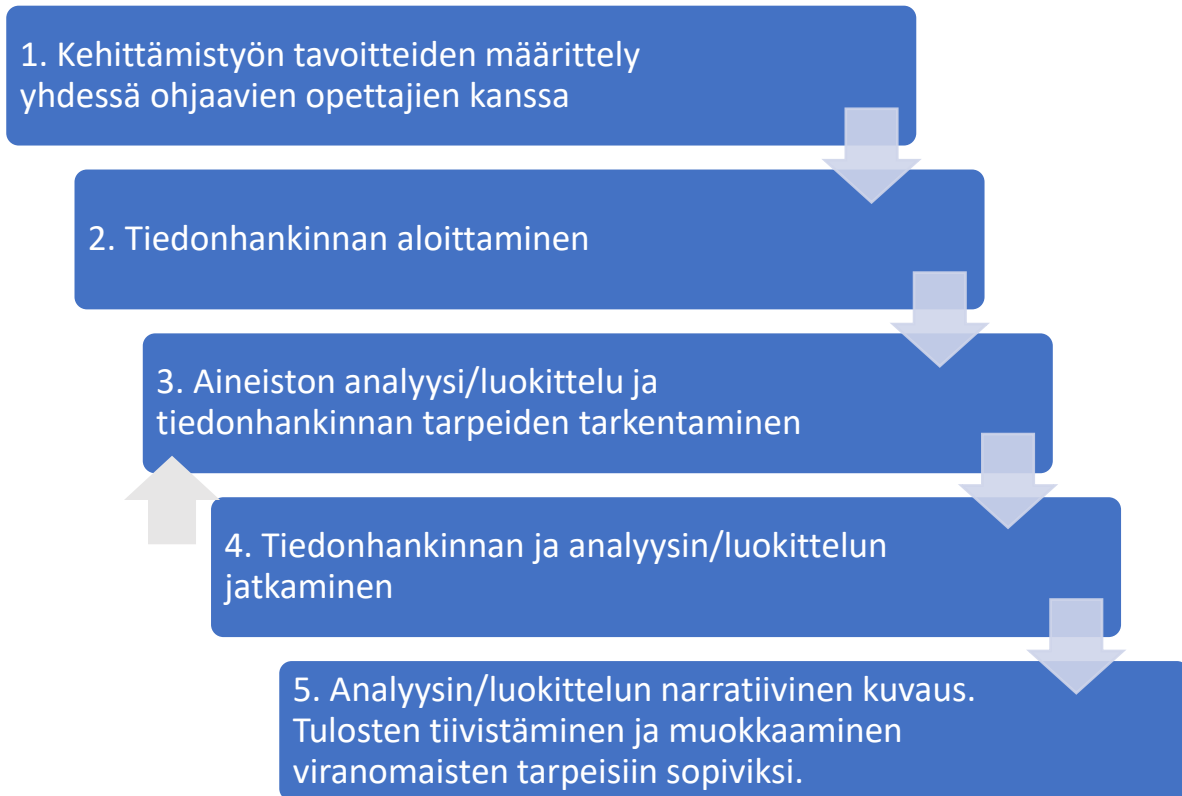 1. Kehittämistyön tavoitteiden määrittely
yhdessä ohjaavien opettajien kanssa
2. Tiedonhankinnan aloittaminen
3. Aineiston analyysi/luokittelu ja
tiedonhankinnan tarpeiden tarkentaminen
4. Tiedonhankinnan ja analyysin/luokittelun
jatkaminen
5. Analyysin/luokittelun narratiivinen kuvaus.
Tulosten tiivistäminen ja muokkaaminen
viranomaisten tarpeisiin sopiviksi.